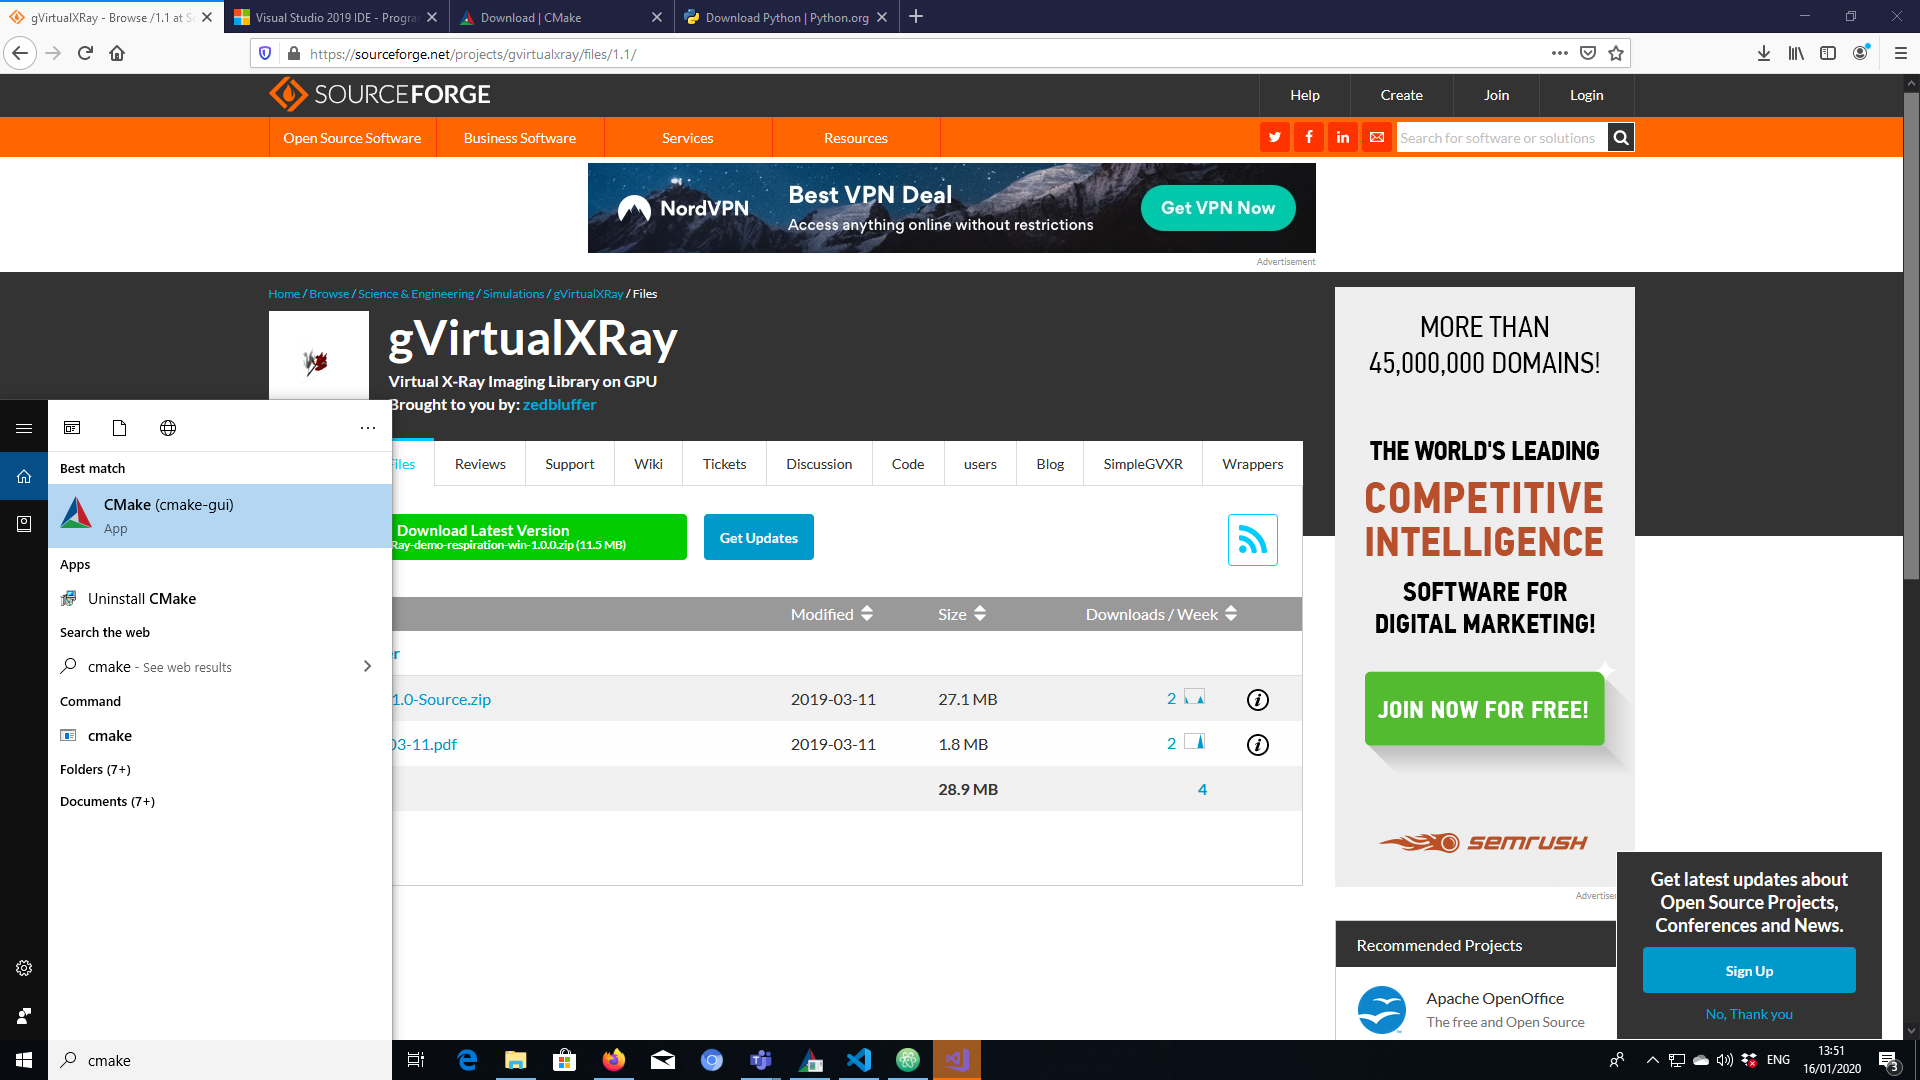 gVirtualXRay - Browse /1.1 at S
Visual Studio 2019 IDE - Progra
Download | CMake
Download Python | Python.org
https://sourceforge.net/projects/gvirtualxray/files/1.1/
SOURCEFORGE
Help
Create
Join
Login
Open Source Software
Business Software
Services
Resources
Search for software or solutions
NordVPN
Best VPN Deal
Access anything online without restrictions
Get VPN Now
Advertisement
Home / Browse / Science & Engineering / Simulations / gVirtualXRay / Files
gVirtualXRay
Virtual X-Ray Imaging Library on GPU
Brought to you by: zedbluffer
Files
Reviews
Support
Wiki
Tickets
Discussion
Code
users
Blog
SimpleGVXR
Wrappers
Download Latest Version
Ray-demo-respiration-win-1.0.0.zip (11.5 MB)
Get Updates
Modified
Size
Downloads / Week
er
1.0-Source.zip
2019-03-11
27.1 MB
2
03-11.pdf
2019-03-11
1.8 MB
2
28.9 MB
4
MORE THAN
45,000,000 DOMAINS!
THE WORLD'S LEADING
COMPETITIVE
INTELLIGENCE
SOFTWARE FOR
DIGITAL MARKETING!
JOIN NOW FOR FREE!
SEMRUSH
Advertise
Recommended Projects
Apache OpenOffice
The free and Open Source
Get latest updates about
Open Source Projects,
Conferences and News.
Sign Up
No, Thank you
Best match
CMake (cmake-gui)
App
Apps
Uninstall CMake
Search the web
cmake - See web results
Command
cmake
Folders (7+)
Documents (7+)
cmake
ENG
13:51
16/01/2020
3